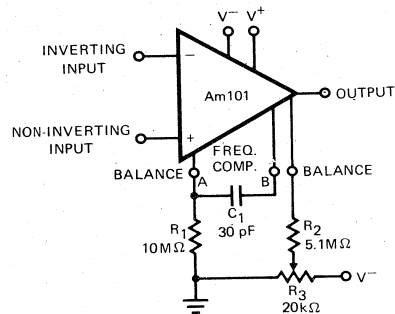 V⁻ V⁺
INVERTING
INPUT
−
Am101
OUTPUT
NON-INVERTING
INPUT
+
FREQ.
COMP.
BALANCE A
B BALANCE
C₁
30 pF
R₁
10MΩ
R₂
5.1MΩ
V⁻
R₃
20kΩ